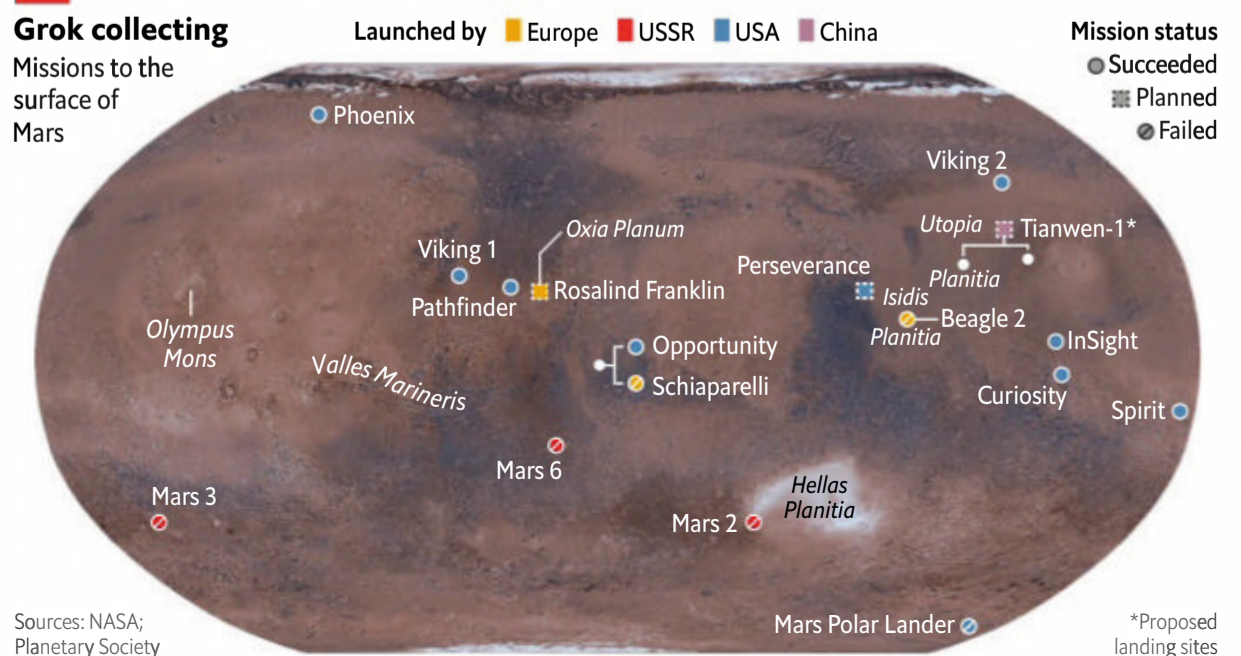 Grok collecting
Missions to the
surface of
Mars
Launched by Europe USSR USA China
Mission status
Succeeded
Planned
Failed
Phoenix
Viking 2
Utopia
Tianwen-1*
Planitia
Oxia Planum
Viking 1
Pathfinder
Rosalind Franklin
Perseverance
Isidis
Planitia
Beagle 2
Olympus
Mons
Valles Marineris
Opportunity
Schiaparelli
InSight
Curiosity
Spirit
Mars 6
Mars 3
Mars 2
Hellas
Planitia
Mars Polar Lander
Sources: NASA;
Planetary Society
*Proposed
landing sites